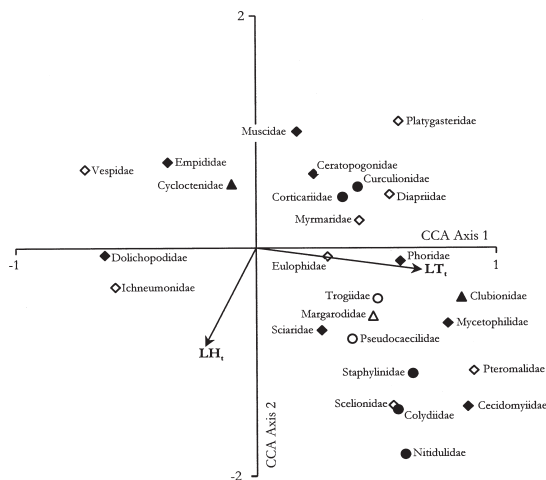 2
Platygasteridae
Muscidae
Empididae
Ceratopogonidae
Vespidae
Cycloctenidae
Curculionidae
Corticariidae
Diapriidae
Myrmaridae
CCA Axis 1
-1
1
Dolichopodidae
Eulophidae
Phoridae
LTt
Ichneumonidae
Trogiidae
Clubionidae
Margarodidae
Mycetophilidae
Sciaridae
Pseudocaecilidae
LHt
Staphylinidae
Pteromalidae
Scelionidae
Cecidomyiidae
Colydiidae
CCA Axis 2
Nitidulidae
-2